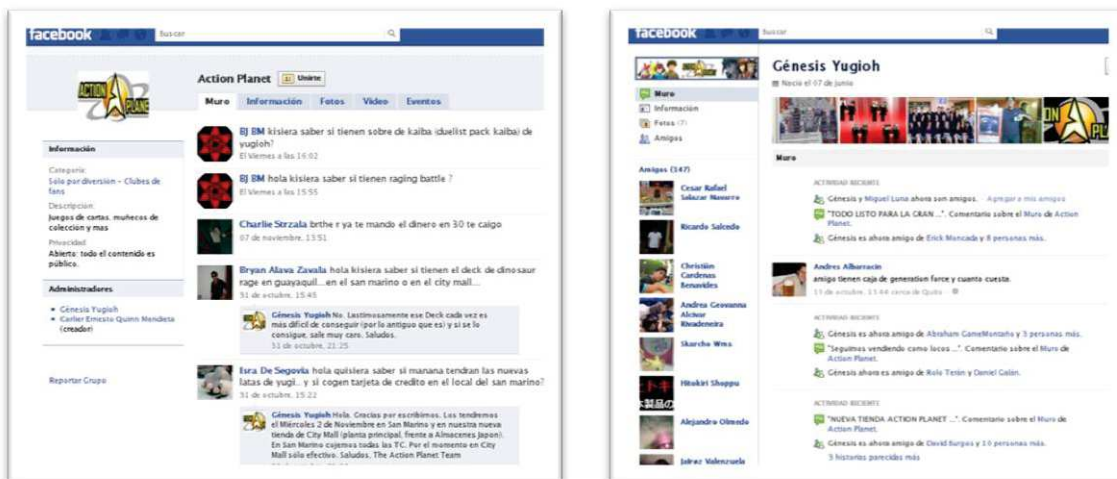 facebook
Buscar
ACTION
PLANE
Action Planet Unirte
Muro Información Fotos Video Eventos
Información
Categoría:
Solo por diversión - Clubes de
fans
Descripción:
Juegos de cartas, muñecos de
coleccion y mas
Privacidad
Abierto: todo el contenido es
público.
Administradores
Génesis Yugioh
Carlier Ernesto Quinn Mendieta
(creador)
Reportar Grupo
BJ BM kisiera saber si tienen sobre de kaiba (duelist pack kaiba) de
yugioh?
El Viernes a las 16:02
BJ BM hola kisiera saber si tienen raging battle ?
El Viernes a las 15:55
Charlie Strzala brthe r ya te mando el dinero en 30 te caigo
07 de noviembre, 13:51
Bryan Alava Zavala hola kisiera saber si tienen el deck de dinosaur
rage en guayaquil...en el san marino o en el city mall...
31 de octubre, 15:45
Génesis Yugioh No. Lastimosamente ese Deck cada vez es
más difícil de conseguir (por lo antiguo que es) y si se lo
consigue, sale muy caro. Saludos.
31 de octubre, 21:25
Isra De Segovia hola quisiera saber si manana tendran las nuevas
latas de yugi.. y si cogen tarjeta de credito en el local del san marino?
31 de octubre, 15:22
Génesis Yugioh Hola. Gracias por escribirnos. Los tendremos
el Miércoles 2 de Noviembre en San Marino y en nuestra nueva
tienda de City Mall (planta principal, frente a Almacenes Japon).
En San Marino cojemos todas las TC. Por el momento en City
Mall sólo efectivo. Saludos, The Action Planet Team
facebook
Buscar
Génesis Yugioh
Nació el 07 de junio
Muro
Información
Fotos (7)
Amigos
Amigos (147)
Cesar Rafael
Salazar Navarro
Ricardo Salcedo
Christián
Cardenas
Benavides
Andrea Geovanna
Alcivar
Rivadeneira
Skarcho Wms
Hitokiri Shoppu
Alejandro Olmedo
Jairez Valenzuela
Muro
ACTIVIDAD RECIENTE
Génesis y Miguel Luna ahora son amigos. · Agregar a mis amigos
"TODO LISTO PARA LA GRAN ...". Comentario sobre el Muro de Action
Planet.
Génesis es ahora amigo de Erick Moncada y 8 personas más.
Andres Albarracin
amigo tienen caja de generation force y cuanto cuesta.
cerca de Quito
ACTIVIDAD RECIENTE
Génesis es ahora amigo de Abraham GameMontaño y 3 personas más.
"Seguimos vendiendo como locos ...". Comentario sobre el Muro de
Action Planet.
Génesis ahora es amigo de Rolo Terán y Daniel Galán.
ACTIVIDAD RECIENTE
"NUEVA TIENDA ACTION PLANET ...". Comentario sobre el Muro de
Action Planet.
Génesis es ahora amigo de David Burgos y 10 personas más.
3 historias parecidas más